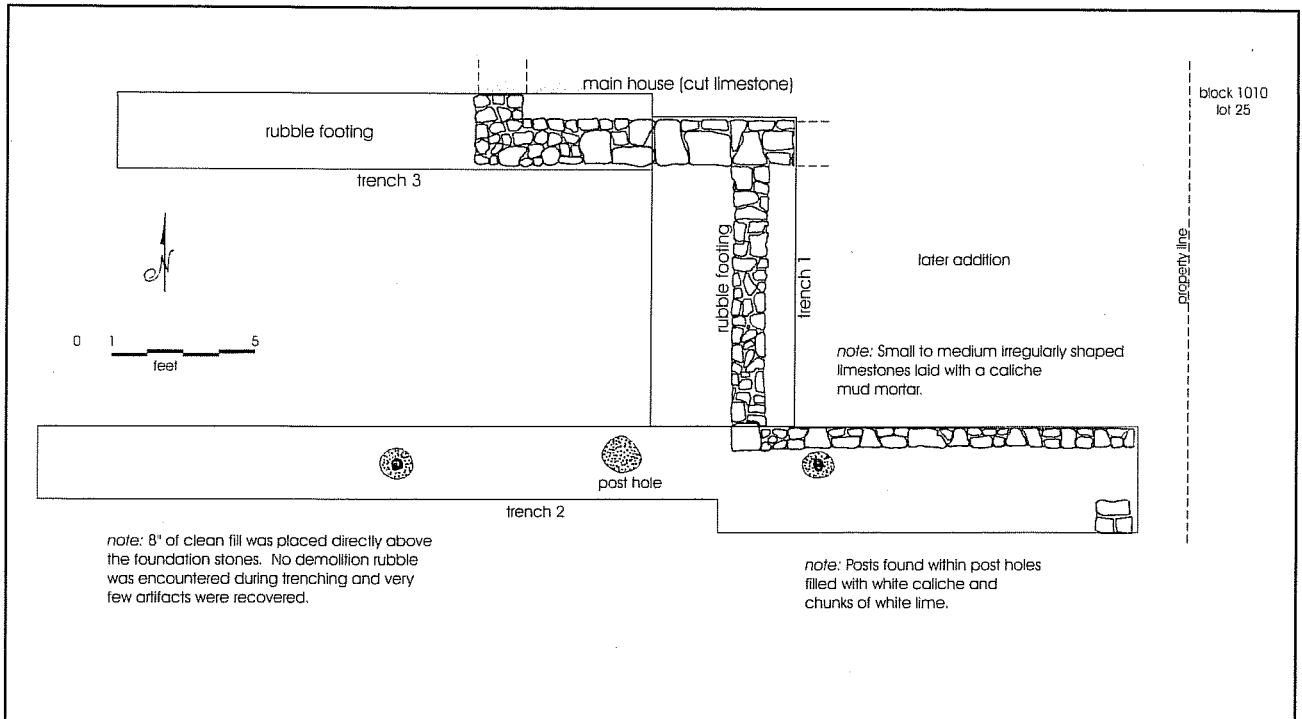 main house (cut limestone)
block 1010
lot 25
rubble footing
trench 3
N
rubble footing
trench 1
later addition
property line
0 1 5
feet
note: Small to medium irregularly shaped
limestones laid with a caliche
mud mortar.
post hole
trench 2
note: 8" of clean fill was placed directly above
the foundation stones. No demolition rubble
was encountered during trenching and very
few artifacts were recovered.
note: Posts found within post holes
filled with white caliche and
chunks of white lime.